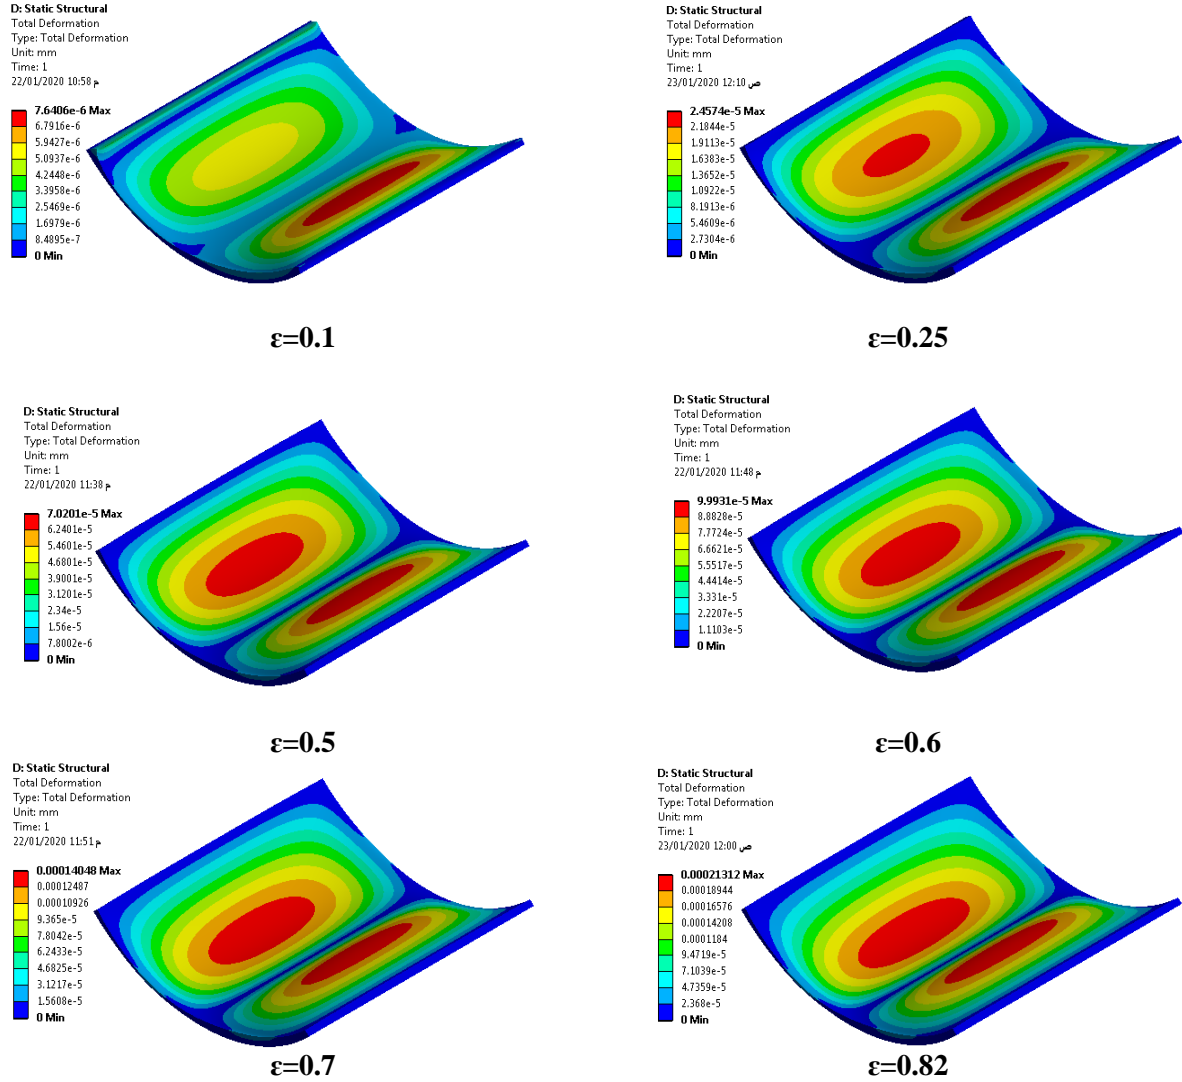 D: Static Structural
Total Deformation
Type: Total Deformation
Unit: mm
Time: 1
22/01/2020 10:58 م
7.6406e-6 Max
6.7916e-6
5.9427e-6
5.0937e-6
4.2448e-6
3.3958e-6
2.5469e-6
1.6979e-6
8.4895e-7
0 Min
ε=0.1
D: Static Structural
Total Deformation
Type: Total Deformation
Unit: mm
Time: 1
23/01/2020 12:10 ص
2.4574e-5 Max
2.1844e-5
1.9113e-5
1.6383e-5
1.3652e-5
1.0922e-5
8.1913e-6
5.4609e-6
2.7304e-6
0 Min
ε=0.25
D: Static Structural
Total Deformation
Type: Total Deformation
Unit: mm
Time: 1
22/01/2020 11:38 م
7.0201e-5 Max
6.2401e-5
5.4601e-5
4.6801e-5
3.9001e-5
3.1201e-5
2.34e-5
1.56e-5
7.8002e-6
0 Min
ε=0.5
D: Static Structural
Total Deformation
Type: Total Deformation
Unit: mm
Time: 1
22/01/2020 11:48 م
9.9931e-5 Max
8.8828e-5
7.7724e-5
6.6621e-5
5.5517e-5
4.4414e-5
3.331e-5
2.2207e-5
1.1103e-5
0 Min
ε=0.6
D: Static Structural
Total Deformation
Type: Total Deformation
Unit: mm
Time: 1
22/01/2020 11:51 م
0.00014048 Max
0.00012487
0.00010926
9.365e-5
7.8042e-5
6.2433e-5
4.6825e-5
3.1217e-5
1.5608e-5
0 Min
ε=0.7
D: Static Structural
Total Deformation
Type: Total Deformation
Unit: mm
Time: 1
23/01/2020 12:00 ص
0.00021312 Max
0.00018944
0.00016576
0.00014208
0.0001184
9.4719e-5
7.1039e-5
4.7359e-5
2.368e-5
0 Min
ε=0.82